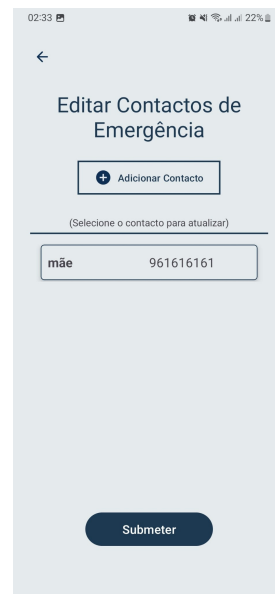 02:33 22%
Editar Contactos de
Emergência
Adicionar Contacto
(Selecione o contacto para atualizar)
mãe 961616161
Submeter